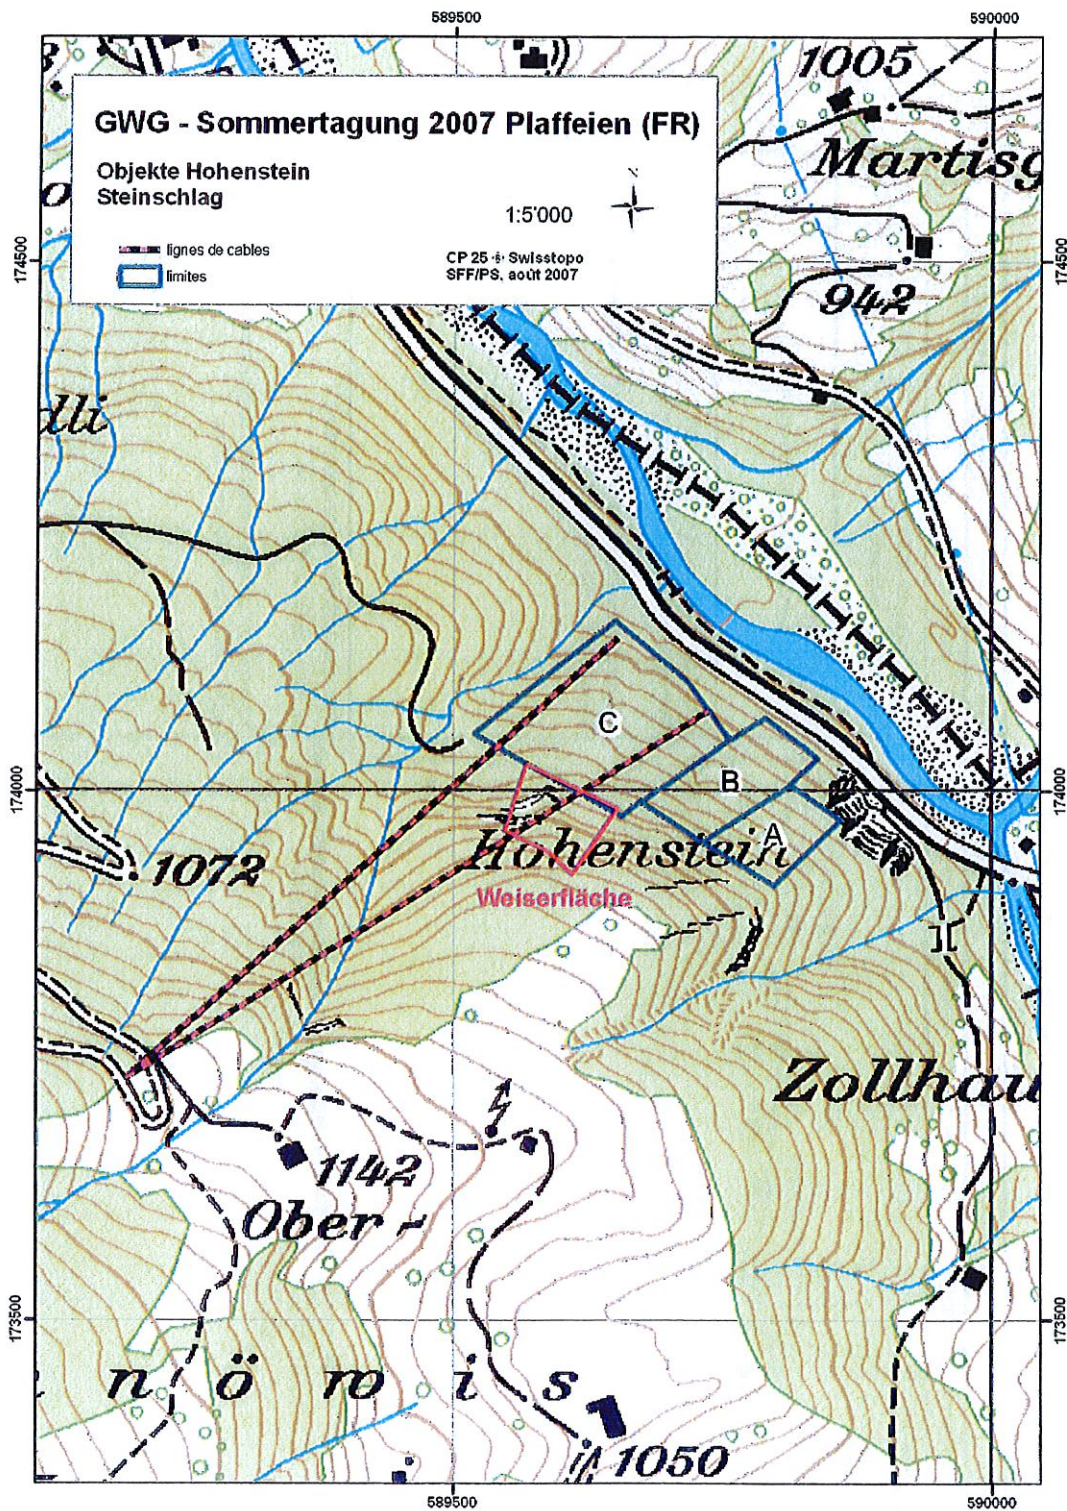 589500
590000
1005
GWG - Sommertagung 2007 Plaffeien (FR)
Martisg
Objekte Hohenstein
Steinschlag
N
1:5'000
lignes de cables
limites
CP 25 Swisstopo
SFF/PS, août 2007
174500
174500
942
dli
C
B
174000
174000
A
Hohenstein
1072
Weiserfläche
Zollhau
1142
Ober-
173500
173500
nörois
1050
589500
590000